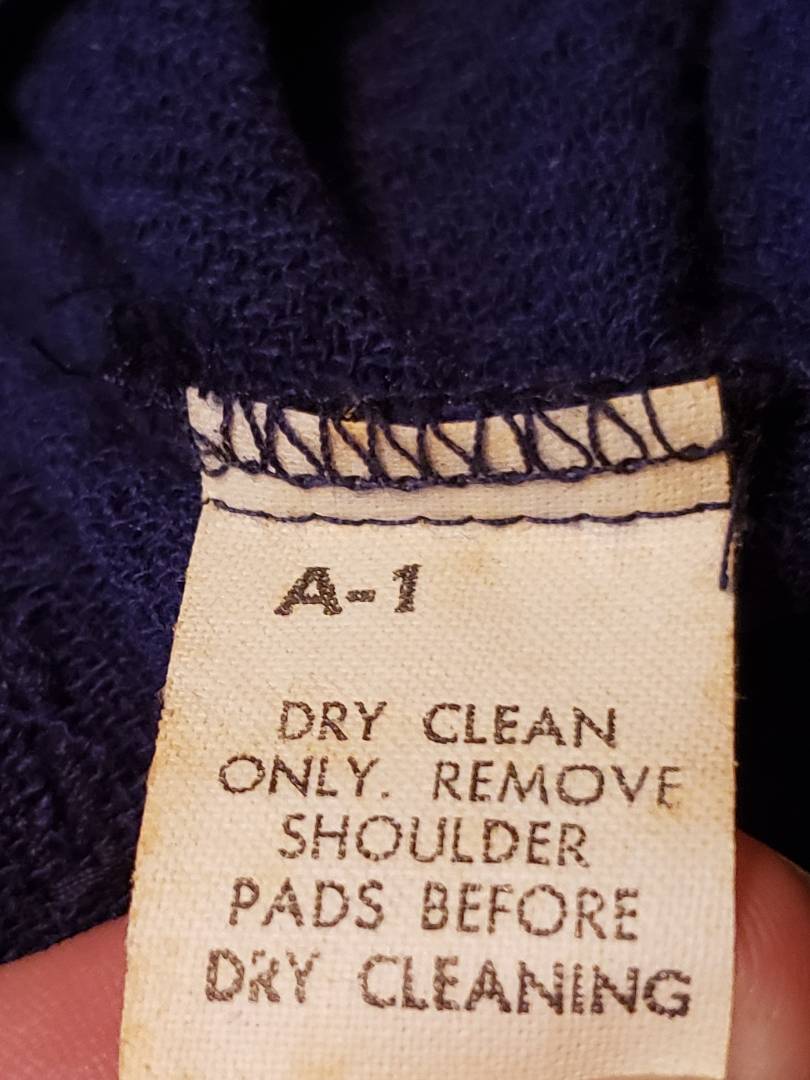 A-1
DRY CLEAN
ONLY. REMOVE
SHOULDER
PADS BEFORE
DRY CLEANING